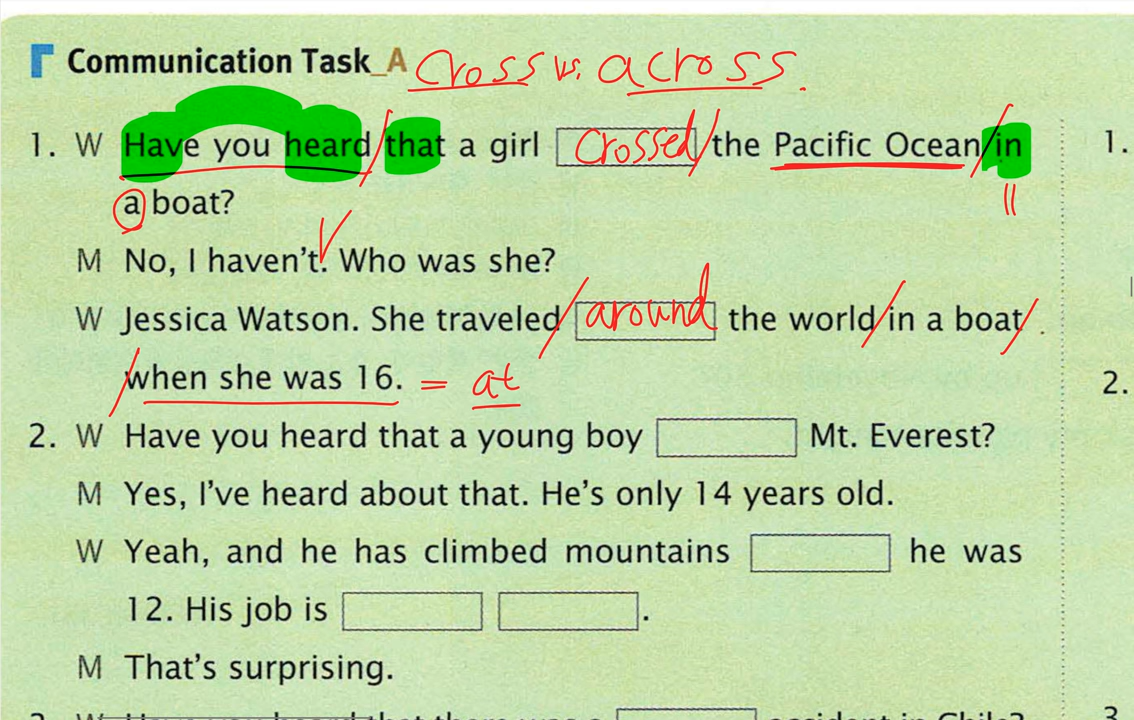 Communication Task_A Cross vs. across.
1. W Have you heard that a girl crossed the Pacific Ocean in
a boat?
M No, I haven't. Who was she?
W Jessica Watson. She traveled around the world in a boat
when she was 16. = at
2. W Have you heard that a young boy Mt. Everest?
M Yes, I've heard about that. He's only 14 years old.
W Yeah, and he has climbed mountains he was
12. His job is .
M That's surprising.
1.
2.